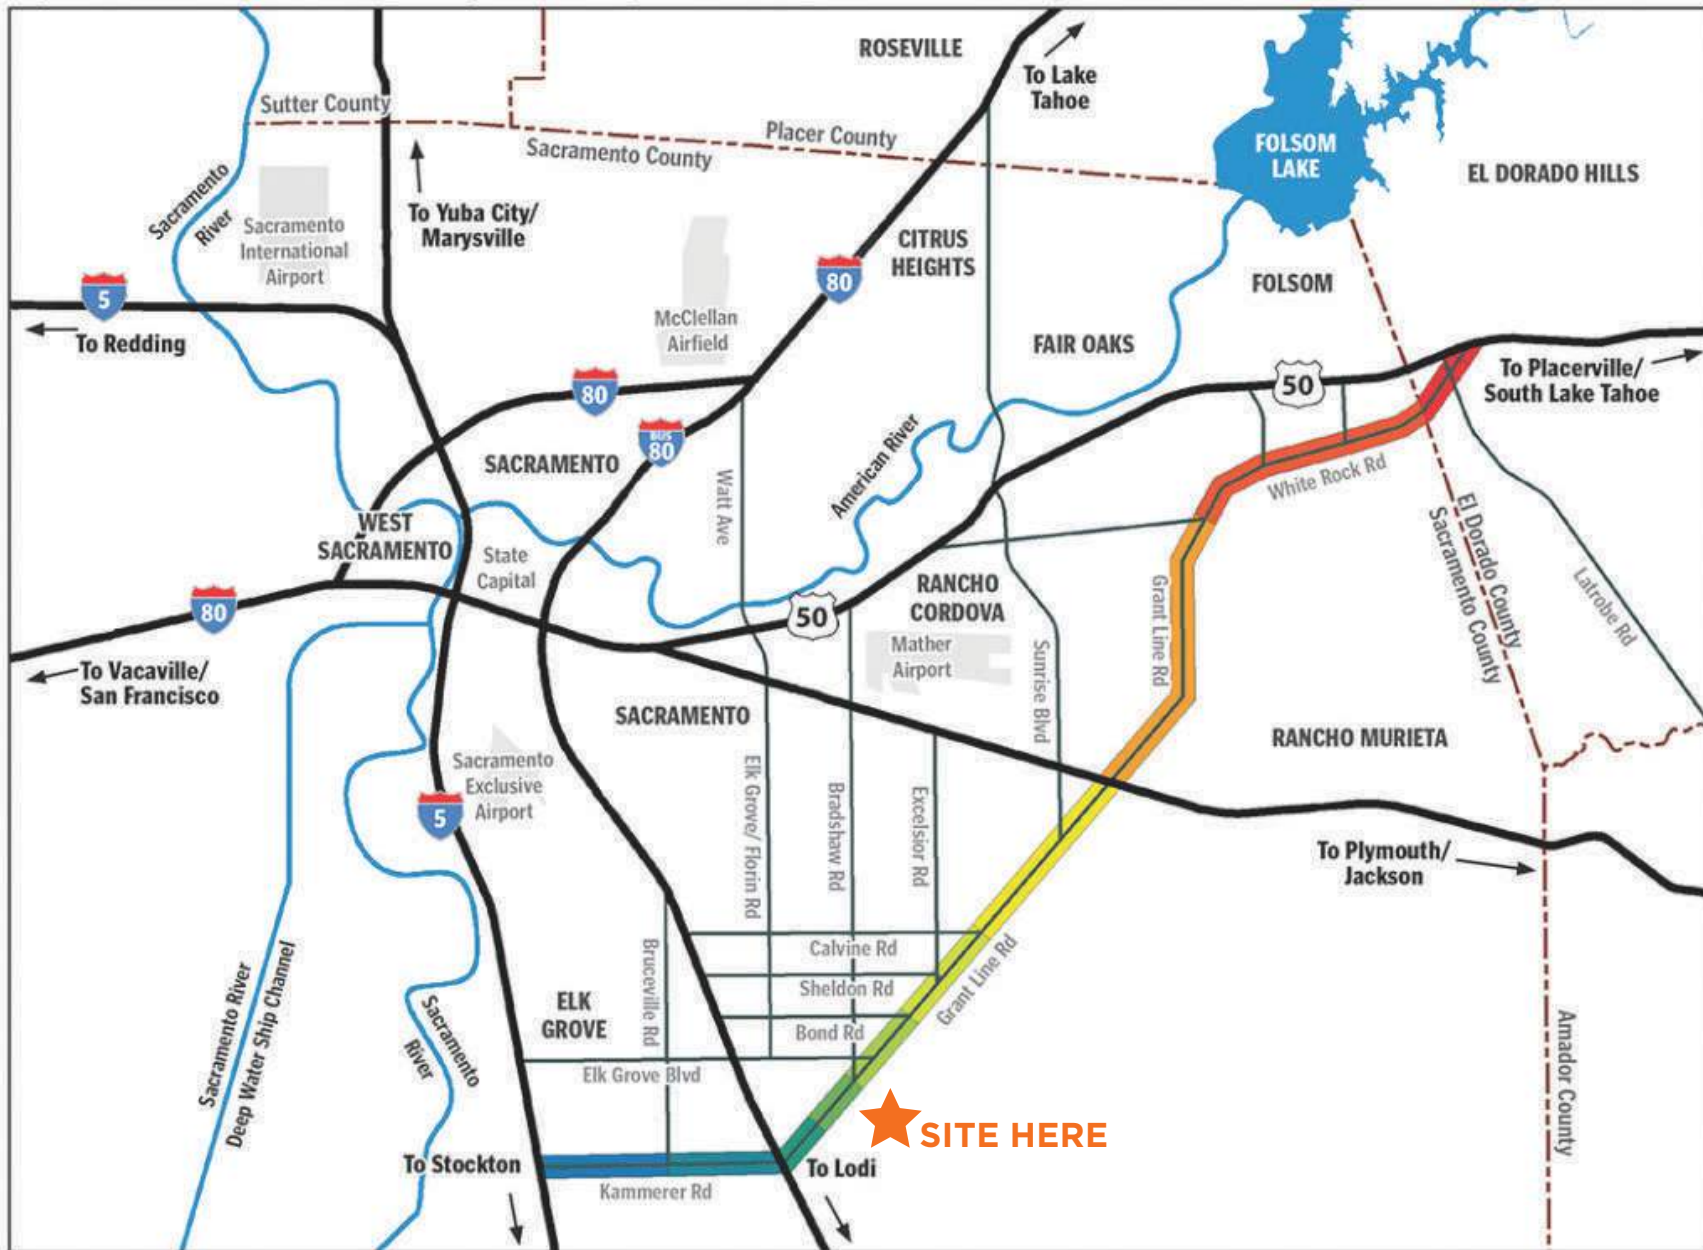 ROSEVILLE
To Lake
Tahoe
Sutter County
Placer County
Sacramento County
FOLSOM
LAKE
EL DORADO HILLS
Sacramento
River
Sacramento
International
Airport
To Yuba City/
Marysville
CITRUS
HEIGHTS
80
FOLSOM
5
To Redding
McClellan
Airfield
FAIR OAKS
80
50
To Placerville/
South Lake Tahoe
BUS
80
SACRAMENTO
American River
Watt Ave
White Rock Rd
WEST
SACRAMENTO
State
Capital
El Dorado County
Sacramento County
Latrobe Rd
80
50
RANCHO
CORDOVA
Mather
Airport
Grant Line Rd
Sunrise Blvd
To Vacaville/
San Francisco
SACRAMENTO
RANCHO MURIETA
Sacramento
Exclusive
Airport
5
Elk Grove/ Florin Rd
Bradshaw Rd
Excelsior Rd
To Plymouth/
Jackson
Calvine Rd
Sheldon Rd
Bond Rd
Grant Line Rd
Bruceville Rd
ELK
GROVE
Elk Grove Blvd
Sacramento River
Deep Water Ship Channel
Sacramento
River
Amador County
SITE HERE
To Stockton
To Lodi
Kammerer Rd